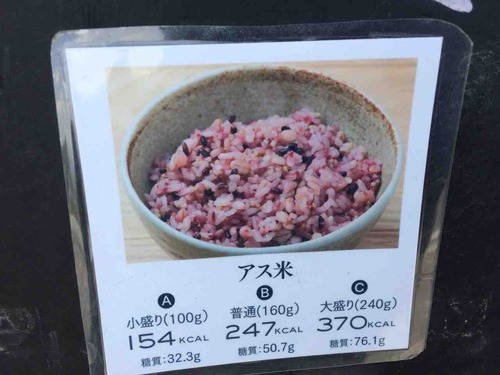 アス米
A B C
小盛り(100g) 普通(160g) 大盛り(240g)
154KCAL 247KCAL 370KCAL
糖質:32.3g 糖質:50.7g 糖質:76.1g